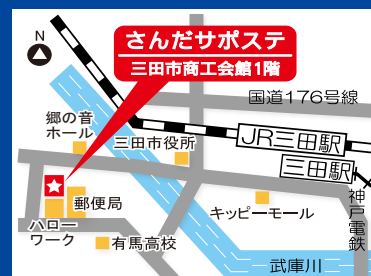 さんだサポステ
三田市商工会館1階
N
国道176号線
郷の音
ホール
三田市役所
JR三田駅
三田駅
神戸電鉄
郵便局
ハロー
ワーク
キッピーモール
有馬高校
武庫川